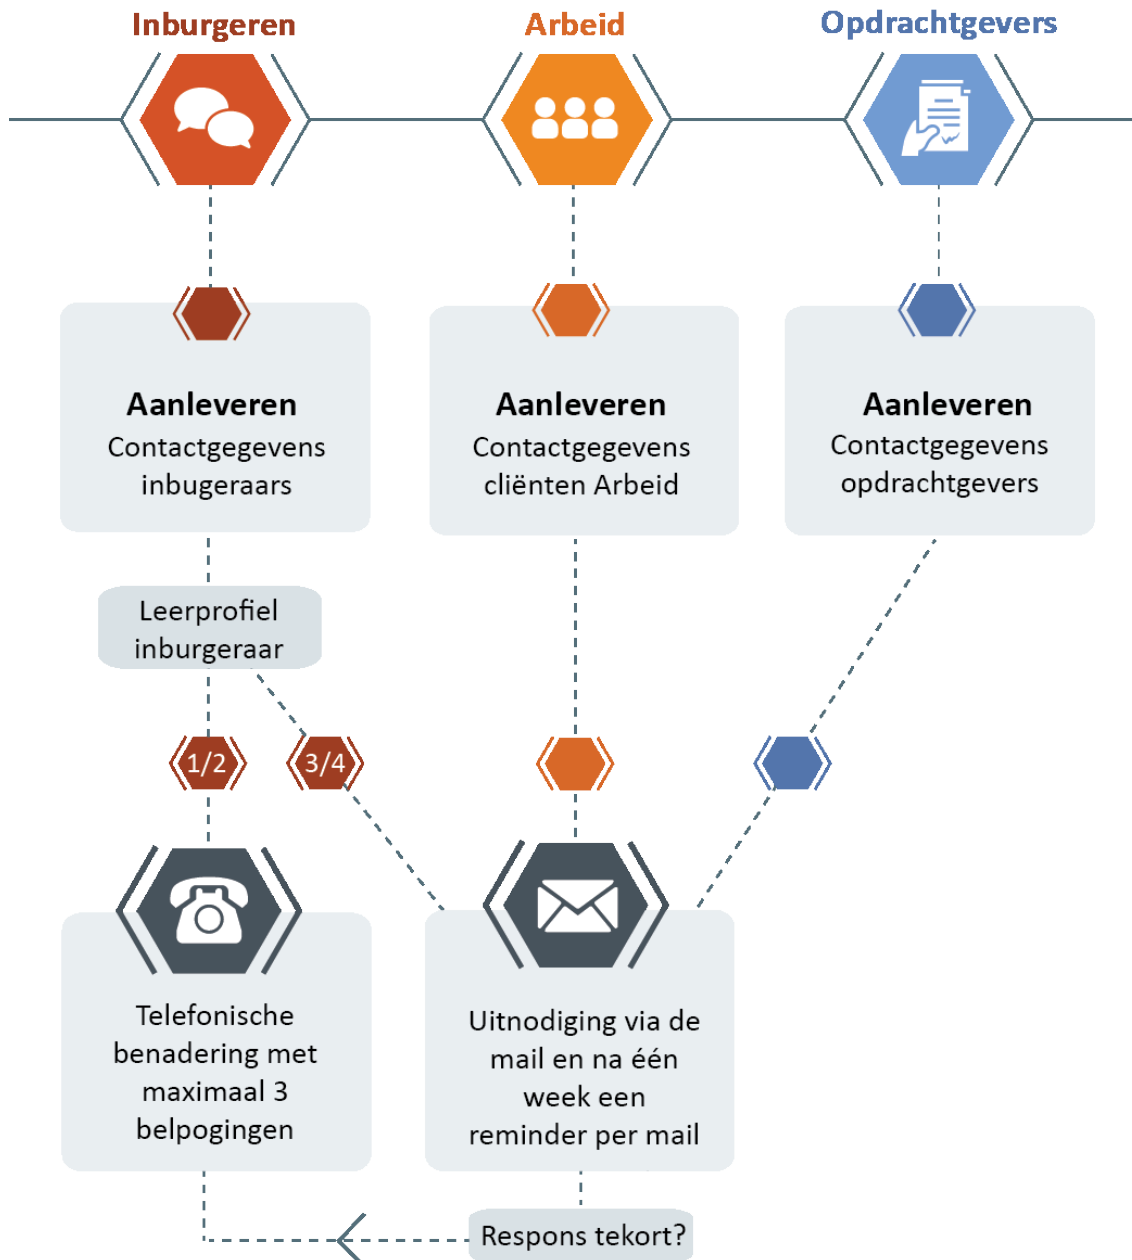 Inburgeren
Arbeid
Opdrachtgevers
Aanleveren
Contactgegevens
inbugeraars
Aanleveren
Contactgegevens
cliënten Arbeid
Aanleveren
Contactgegevens
opdrachtgevers
Leerprofiel
inburgeraar
1/2
3/4
Telefonische
benadering met
maximaal 3
belpogingen
Uitnodiging via de
mail en na één
week een
reminder per mail
Respons tekort?